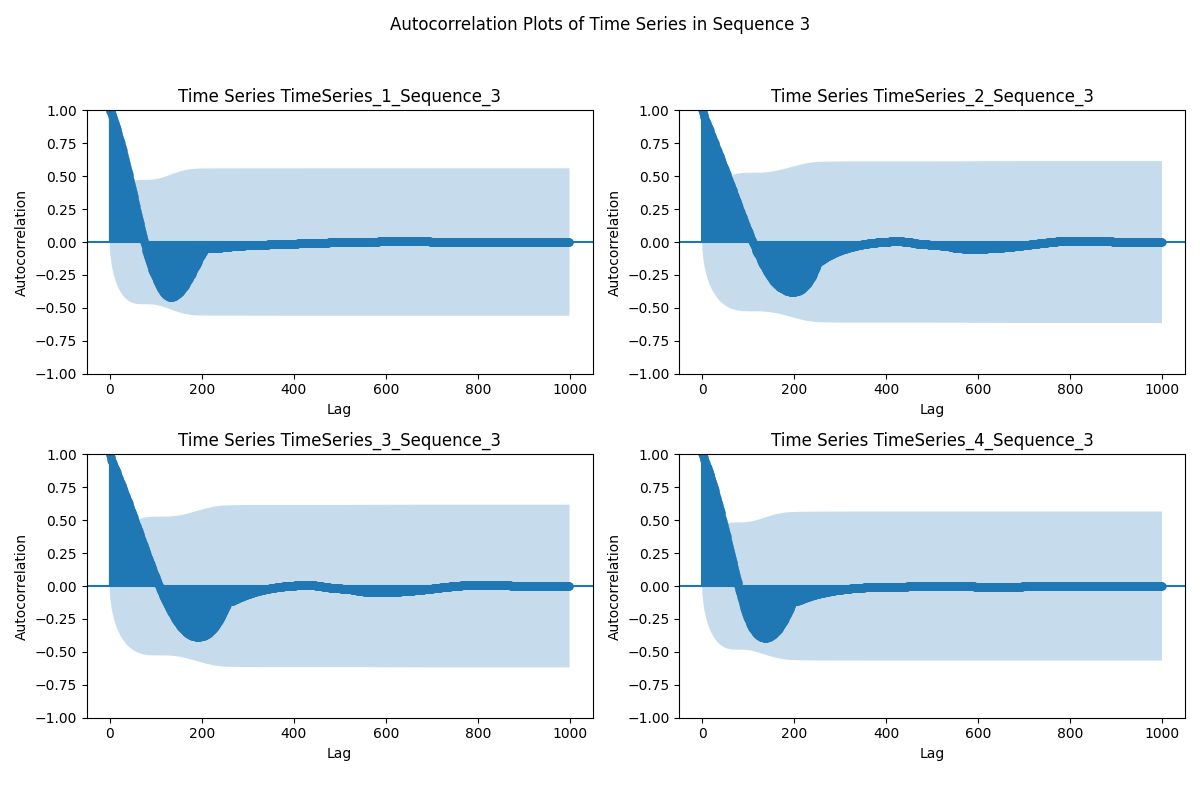 Autocorrelation Plots of Time Series in Sequence 3
Time Series TimeSeries_1_Sequence_3
1.00
0.75
0.50
0.25
0.00
−0.25
−0.50
−0.75
−1.00
Autocorrelation
0 200 400 600 800 1000
Lag
Time Series TimeSeries_2_Sequence_3
1.00
0.75
0.50
0.25
0.00
−0.25
−0.50
−0.75
−1.00
Autocorrelation
0 200 400 600 800 1000
Lag
Time Series TimeSeries_3_Sequence_3
1.00
0.75
0.50
0.25
0.00
−0.25
−0.50
−0.75
−1.00
Autocorrelation
0 200 400 600 800 1000
Lag
Time Series TimeSeries_4_Sequence_3
1.00
0.75
0.50
0.25
0.00
−0.25
−0.50
−0.75
−1.00
Autocorrelation
0 200 400 600 800 1000
Lag